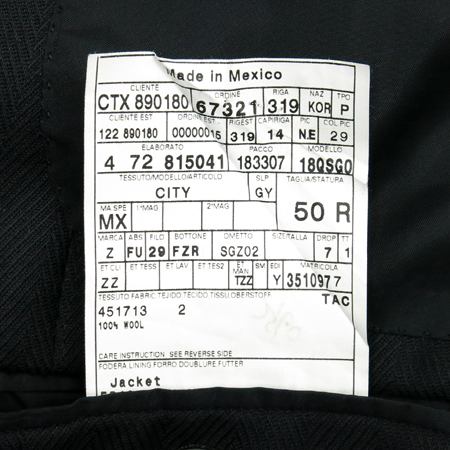 Made in Mexico
CLIENTE ORDINE RIGA NAZ TPO
CTX 890180 67321 319 KOR P
CLIENTE EST ORDINE EST RIGEST CAPIRIGA PIC COL PIC
122 890180 00000015 319 14 N.E 29
ELABORATO PACCO MODELLO
4 72 815041 183307 180SG0
TESSUTO/MODELLO/ARTICOLO SLP TAGLIA/STATURA
CITY GY 50 R
MA.SPE 1°MAG 2°MAG
MX
MARCA ABS FILO BOTTONE OMETTO SIZE/TALLA DROP TT
Z FU 29 FZR SGZ02 7 1
ET CLI ET TESS ET LAV ET TES2 ET MAN SM EDI MATRICOLA
ZZ TZZ Y 3510977
TESSUTO.FABRIC.TEJIDO.TECIDO.TISSU.OBERSTOFF TAC
451713 2
100% WOOL
CARE INSTRUCTION SEE REVERSE SIDE
FODERA.LINING.FORRO.DOUBLURE.FUTTER
Jacket